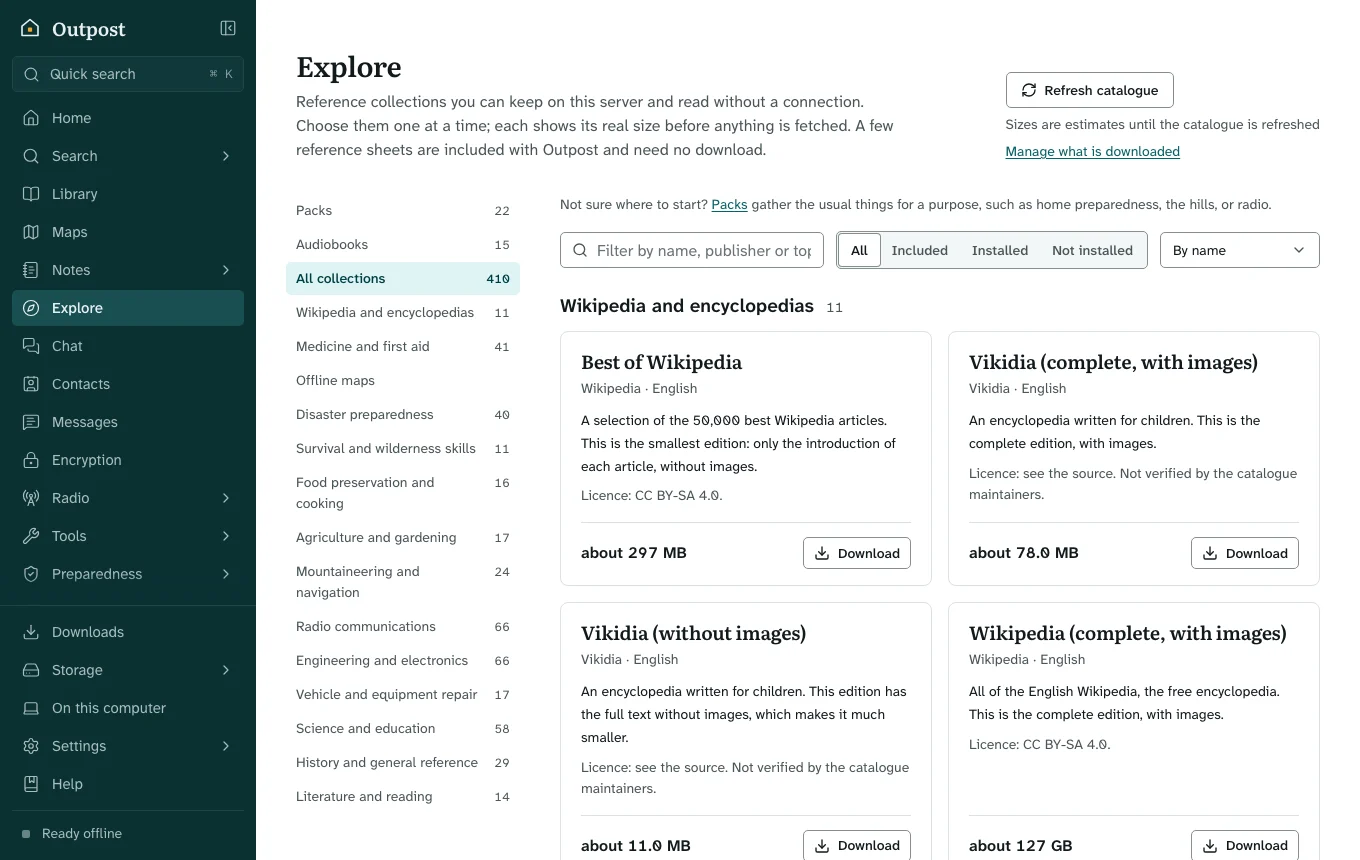 Outpost
Quick search ⌘ K
Home
Search
Library
Maps
Notes
Explore
Chat
Contacts
Messages
Encryption
Radio
Tools
Preparedness
Downloads
Storage
On this computer
Settings
Help
Ready offline
Explore
Reference collections you can keep on this server and read without a connection.
Choose them one at a time; each shows its real size before anything is fetched. A few
reference sheets are included with Outpost and need no download.
Refresh catalogue
Sizes are estimates until the catalogue is refreshed
Manage what is downloaded
Packs 22
Audiobooks 15
All collections 410
Wikipedia and encyclopedias 11
Medicine and first aid 41
Offline maps
Disaster preparedness 40
Survival and wilderness skills 11
Food preservation and 16
cooking
Agriculture and gardening 17
Mountaineering and 24
navigation
Radio communications 66
Engineering and electronics 66
Vehicle and equipment repair 17
Science and education 58
History and general reference 29
Literature and reading 14
Not sure where to start? Packs gather the usual things for a purpose, such as home preparedness, the hills, or radio.
Filter by name, publisher or top
All Included Installed Not installed
By name
Wikipedia and encyclopedias 11
Best of Wikipedia
Wikipedia · English
A selection of the 50,000 best Wikipedia articles.
This is the smallest edition: only the introduction of
each article, without images.
Licence: CC BY-SA 4.0.
about 297 MB Download
Vikidia (complete, with images)
Vikidia · English
An encyclopedia written for children. This is the
complete edition, with images.
Licence: see the source. Not verified by the catalogue
maintainers.
about 78.0 MB Download
Vikidia (without images)
Vikidia · English
An encyclopedia written for children. This edition has
the full text without images, which makes it much
smaller.
Licence: see the source. Not verified by the catalogue
maintainers.
about 11.0 MB Download
Wikipedia (complete, with images)
Wikipedia · English
All of the English Wikipedia, the free encyclopedia.
This is the complete edition, with images.
Licence: CC BY-SA 4.0.
about 127 GB Download